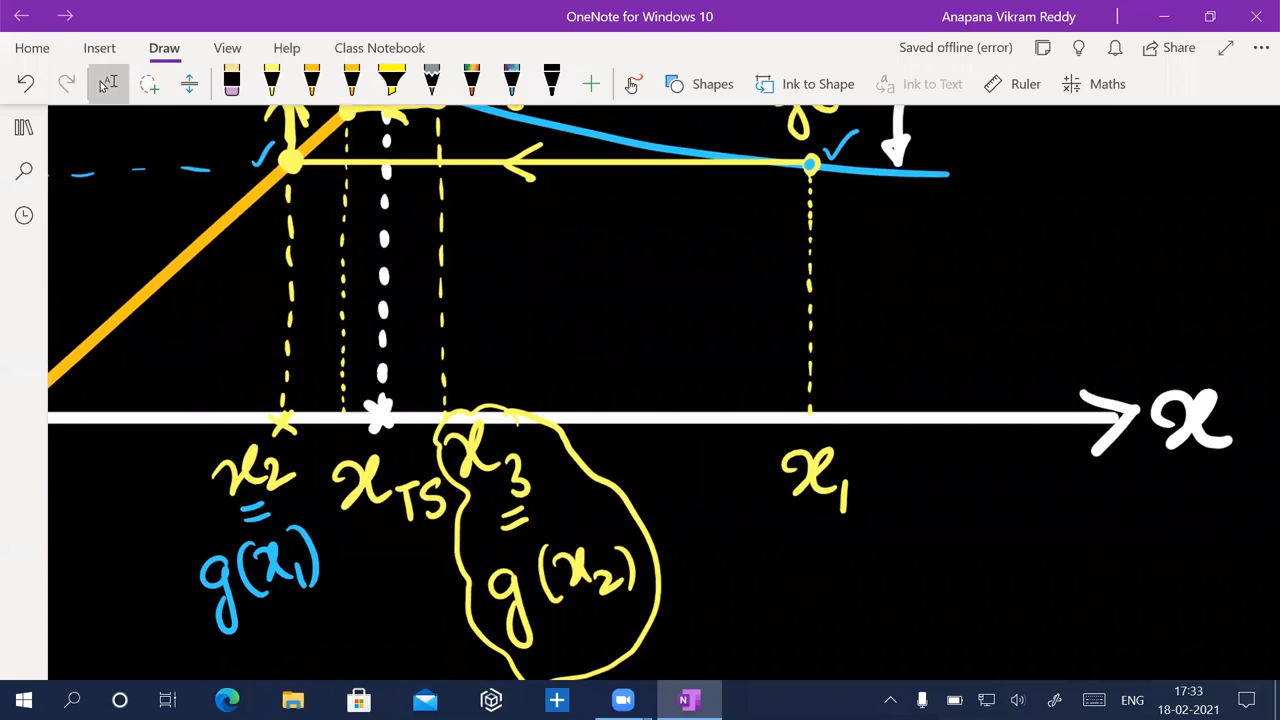 OneNote for Windows 10
Anapana Vikram Reddy
Home Insert Draw View Help Class Notebook
Saved offline (error) Share
Shapes Ink to Shape Ink to Text Ruler Maths
x
x2 xTS x3 x1
g(x1) g(x2)
ENG 17:33
18-02-2021